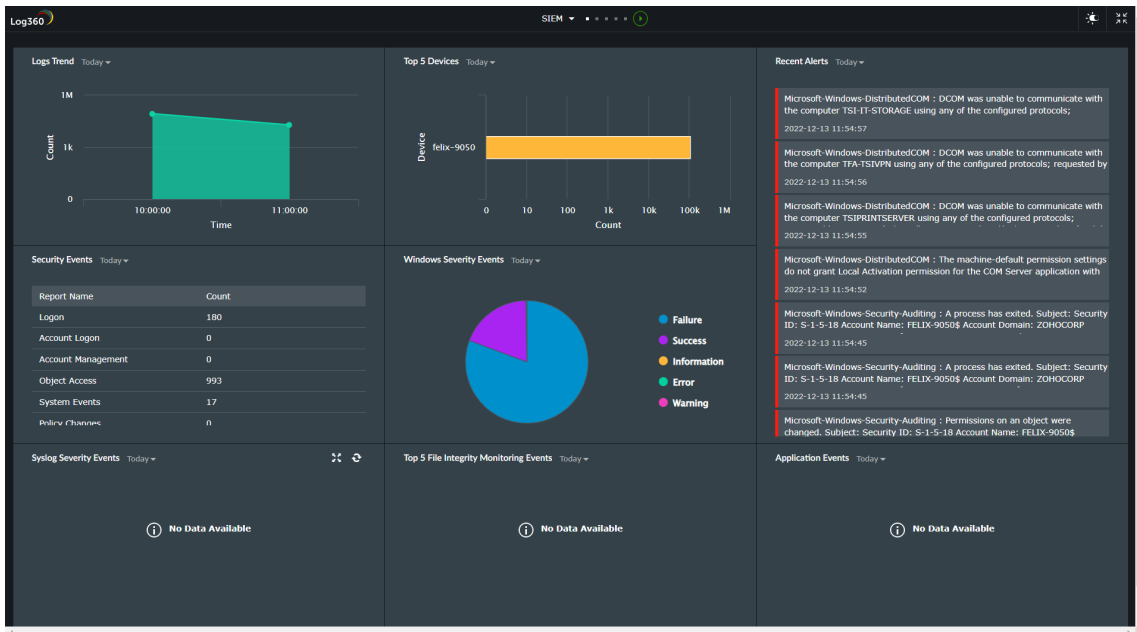 Log360
SIEM
Logs Trend Today
1M
1k
0
Count
10:00:00 11:00:00
Time
Top 5 Devices Today
Device
felix-9050
0 10 100 1k 10k 100k 1M
Count
Recent Alerts Today
Microsoft-Windows-DistributedCOM : DCOM was unable to communicate with
the computer TSI-IT-STORAGE using any of the configured protocols;
2022-12-13 11:54:57
Microsoft-Windows-DistributedCOM : DCOM was unable to communicate with
the computer TFA-TSIVPN using any of the configured protocols; requested by
2022-12-13 11:54:56
Microsoft-Windows-DistributedCOM : DCOM was unable to communicate with
the computer TSIPRINTSERVER using any of the configured protocols;
2022-12-13 11:54:55
Microsoft-Windows-DistributedCOM : The machine-default permission settings
do not grant Local Activation permission for the COM Server application with
2022-12-13 11:54:52
Microsoft-Windows-Security-Auditing : A process has exited. Subject: Security
ID: S-1-5-18 Account Name: FELIX-9050$ Account Domain: ZOHOCORP
2022-12-13 11:54:45
Microsoft-Windows-Security-Auditing : A process has exited. Subject: Security
ID: S-1-5-18 Account Name: FELIX-9050$ Account Domain: ZOHOCORP
2022-12-13 11:54:45
Microsoft-Windows-Security-Auditing : Permissions on an object were
changed. Subject: Security ID: S-1-5-18 Account Name: FELIX-9050$
Security Events Today
Report Name Count
Logon 180
Account Logon 0
Account Management 0
Object Access 993
System Events 17
Policy Changes 0
Windows Severity Events Today
Failure
Success
Information
Error
Warning
Syslog Severity Events Today
No Data Available
Top 5 File Integrity Monitoring Events Today
No Data Available
Application Events Today
No Data Available